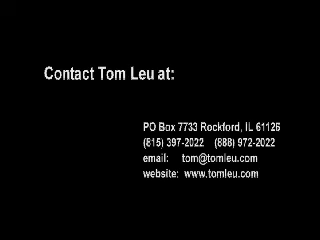 Contact Tom Leu at:
PO Box 7733 Rockford, IL 61126
(815) 397-2022 (888) 972-2022
email: tom@tomleu.com
website: www.tomleu.com